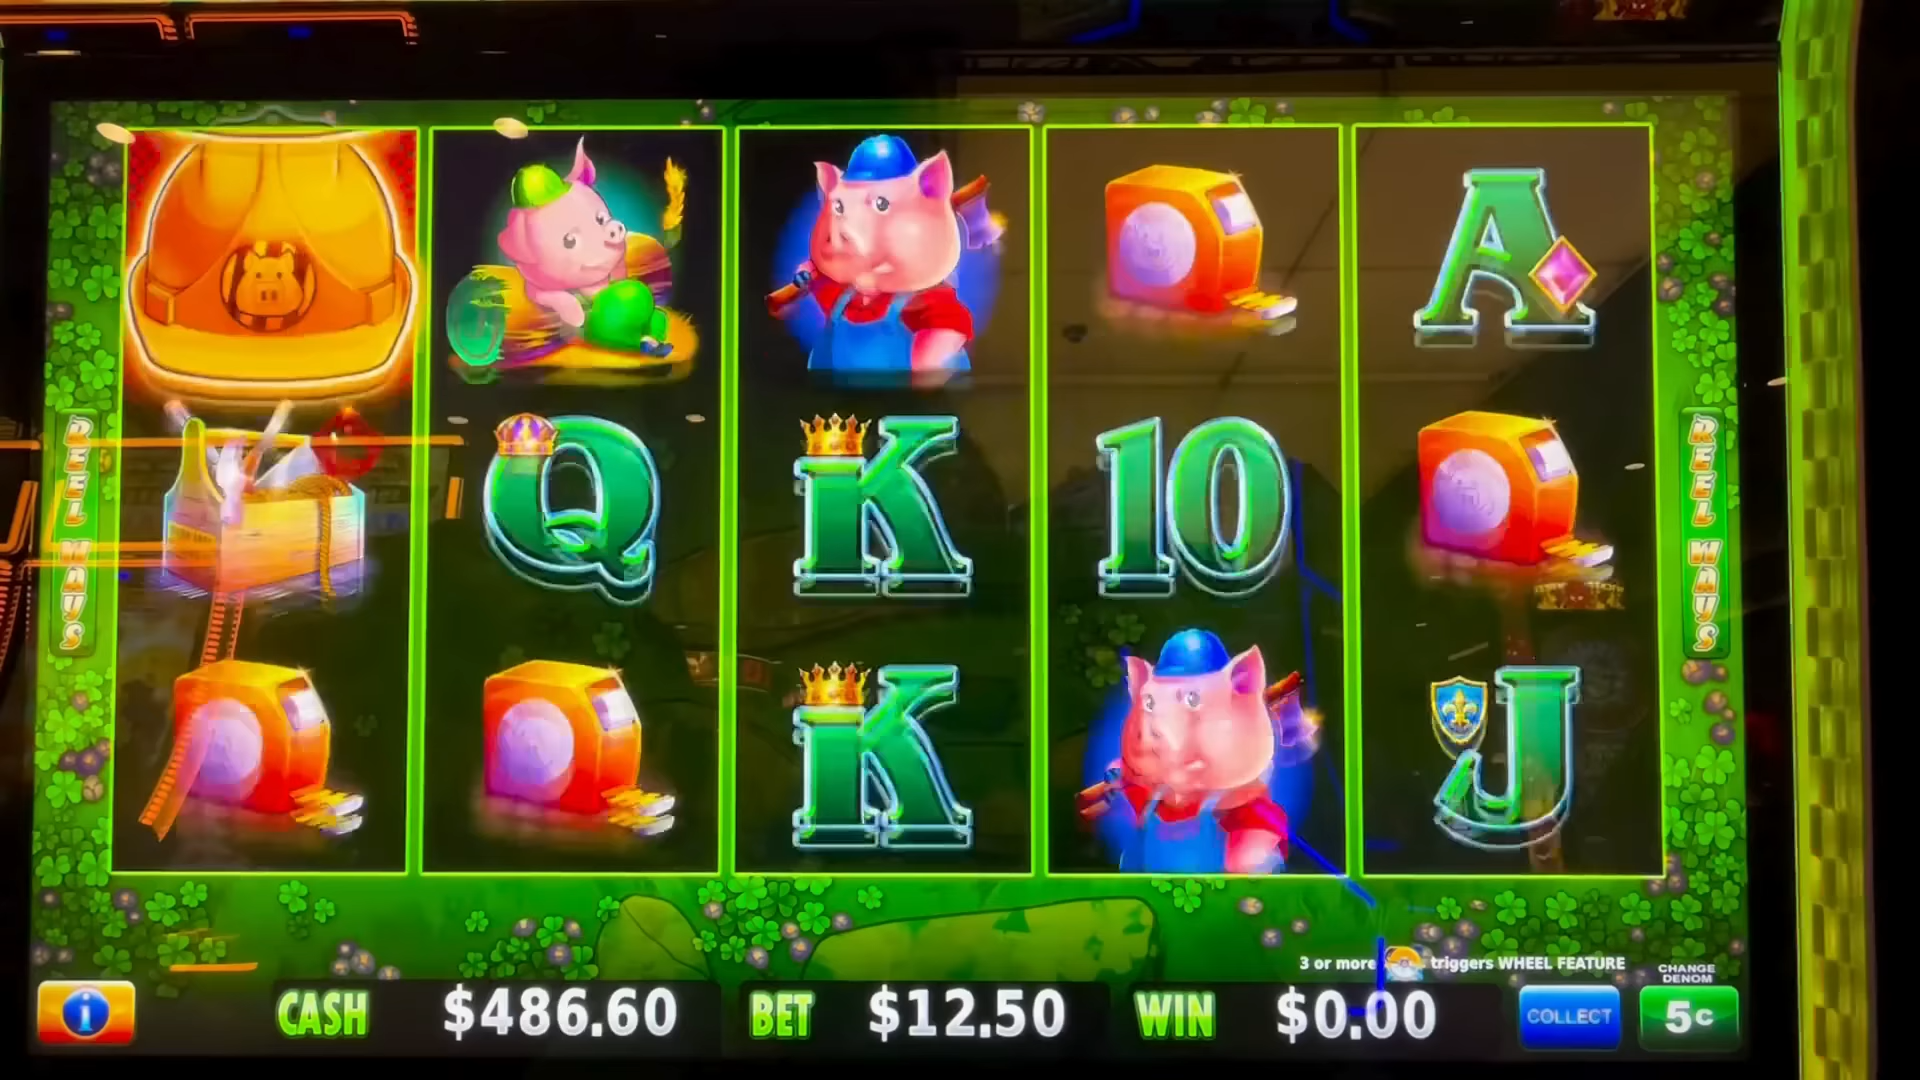 A
REEL WAYS
Q
K
10
REEL WAYS
K
J
3 or more triggers WHEEL FEATURE
CHANGE
DENOM
i
CASH $486.60
BET $12.50
WIN $0.00
COLLECT
5c